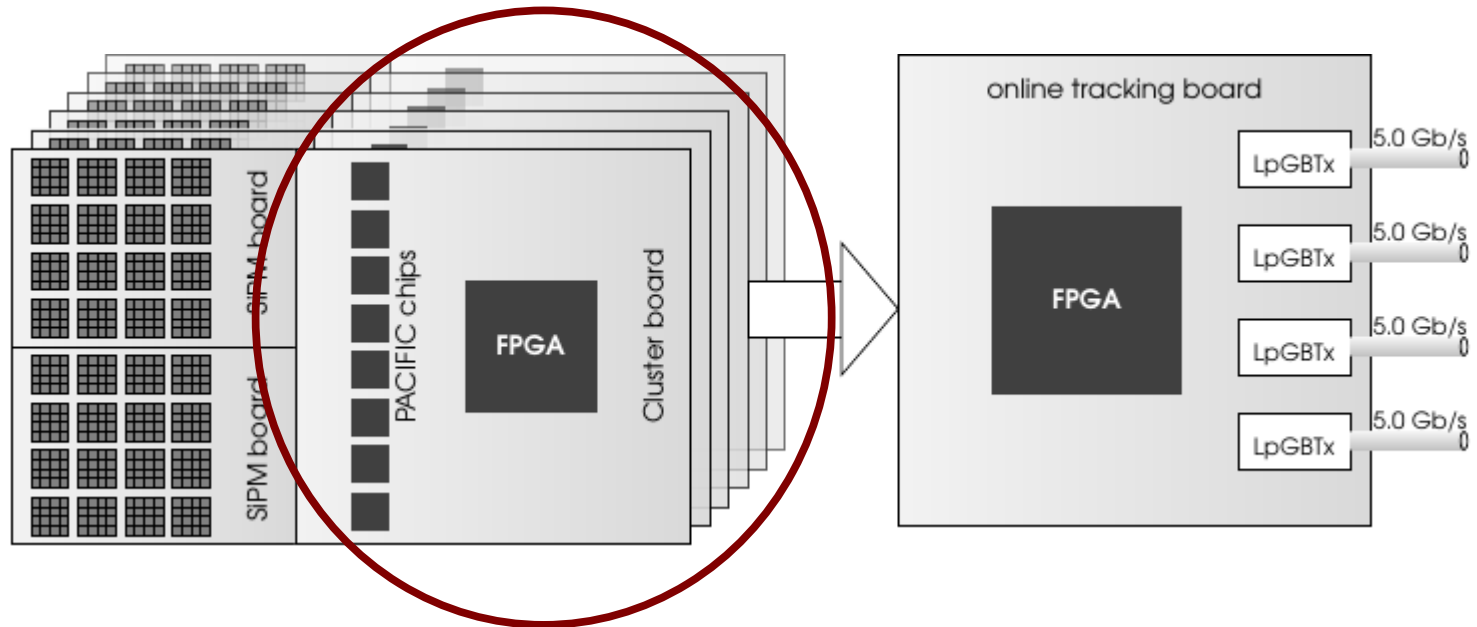 SiPM board
SiPM board
PACIFIC chips
FPGA
Cluster board
online tracking board
FPGA
LpGBTx
5.0 Gb/s
LpGBTx
5.0 Gb/s
LpGBTx
5.0 Gb/s
LpGBTx
5.0 Gb/s